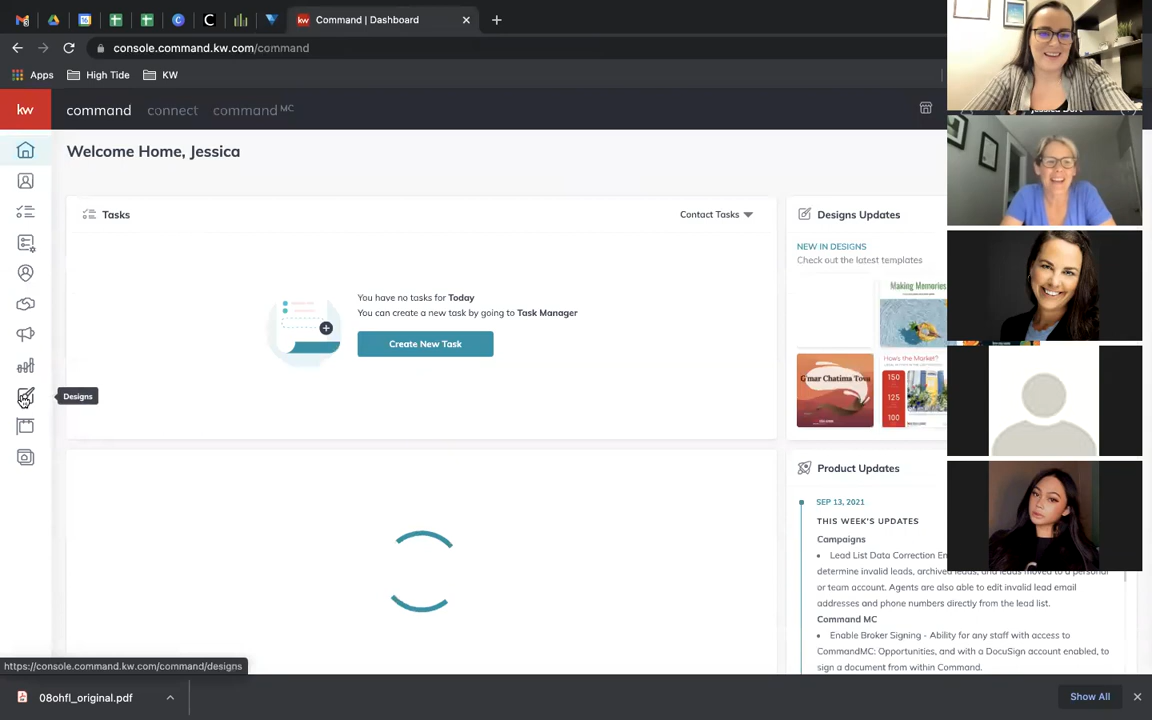 Command | Dashboard
console.command.kw.com/command
Apps
High Tide
KW
kw
command connect command MC
Welcome Home, Jessica
Tasks
Contact Tasks
You have no tasks for Today
You can create a new task by going to Task Manager
Create New Task
Designs
Designs Updates
NEW IN DESIGNS
Check out the latest templates
Making Memories
G'mar Chatima Tova
How's the Market?
150
125
100
Product Updates
SEP 13, 2021
THIS WEEK'S UPDATES
Campaigns
• Lead List Data Correction
determine invalid leads, archived leads, and leads moved to a personal
or team account. Agents are also able to edit invalid lead email
addresses and phone numbers directly from the lead list.
Command MC
• Enable Broker Signing - Ability for any staff with access to
CommandMC: Opportunities, and with a DocuSign account enabled, to
sign a document from within Command.
https://console.command.kw.com/command/designs
08ohfl_original.pdf
Show All